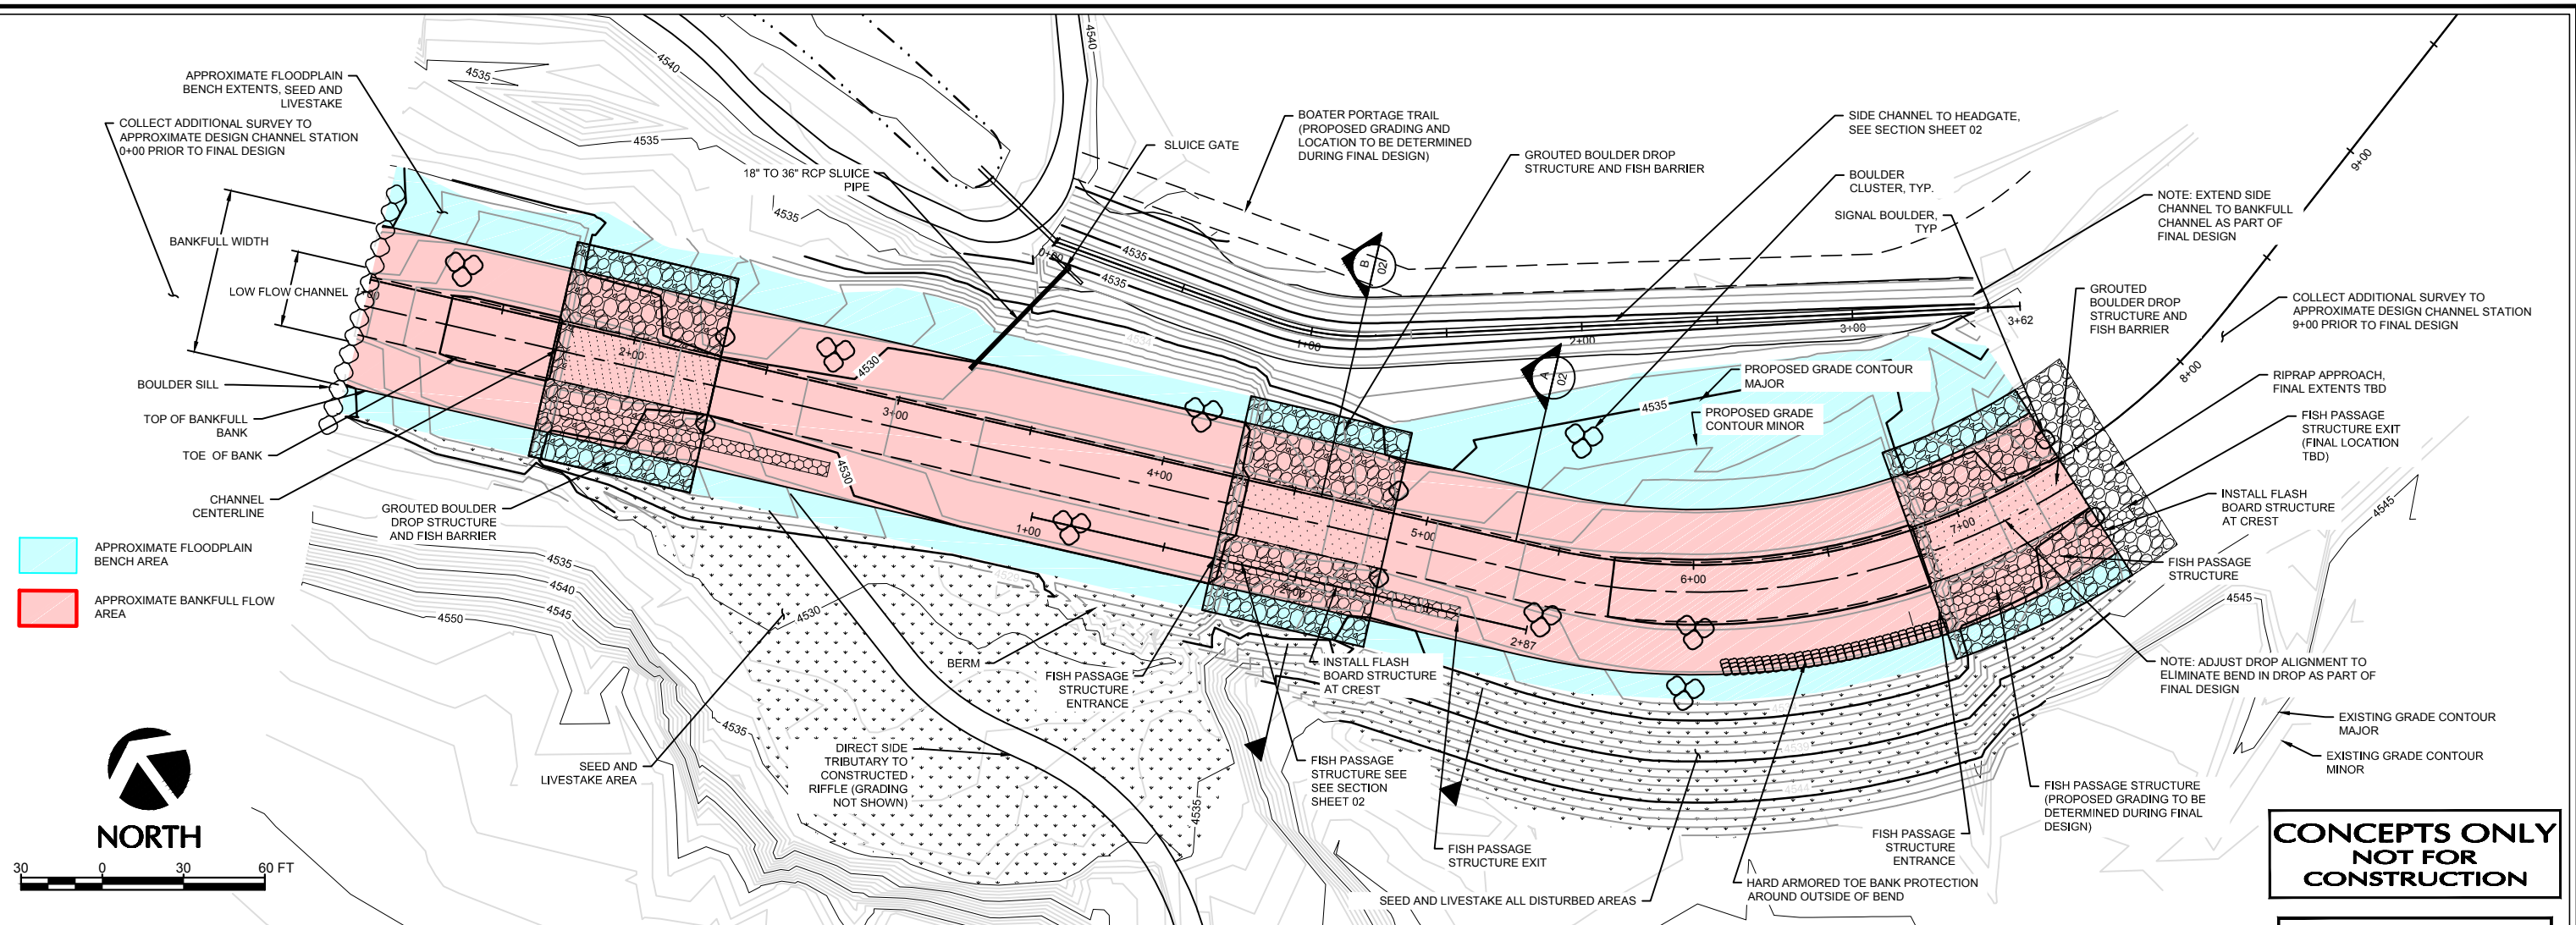 APPROXIMATE FLOODPLAIN
BENCH EXTENTS, SEED AND
LIVESTAKE
COLLECT ADDITIONAL SURVEY TO
APPROXIMATE DESIGN CHANNEL STATION
0+00 PRIOR TO FINAL DESIGN
BANKFULL WIDTH
LOW FLOW CHANNEL
BOULDER SILL
TOP OF BANKFULL
BANK
TOE OF BANK
CHANNEL
CENTERLINE
GROUTED BOULDER
DROP STRUCTURE
AND FISH BARRIER
18" TO 36" RCP SLUICE
PIPE
SLUICE GATE
BOATER PORTAGE TRAIL
(PROPOSED GRADING AND
LOCATION TO BE DETERMINED
DURING FINAL DESIGN)
GROUTED BOULDER DROP
STRUCTURE AND FISH BARRIER
SIDE CHANNEL TO HEADGATE,
SEE SECTION SHEET 02
BOULDER
CLUSTER, TYP.
SIGNAL BOULDER,
TYP
NOTE: EXTEND SIDE
CHANNEL TO BANKFULL
CHANNEL AS PART OF
FINAL DESIGN
GROUTED
BOULDER DROP
STRUCTURE AND
FISH BARRIER
COLLECT ADDITIONAL SURVEY TO
APPROXIMATE DESIGN CHANNEL STATION
9+00 PRIOR TO FINAL DESIGN
RIPRAP APPROACH,
FINAL EXTENTS TBD
FISH PASSAGE
STRUCTURE EXIT
(FINAL LOCATION
TBD)
INSTALL FLASH
BOARD STRUCTURE
AT CREST
FISH PASSAGE
STRUCTURE
NOTE: ADJUST DROP ALIGNMENT TO
ELIMINATE BEND IN DROP AS PART OF
FINAL DESIGN
EXISTING GRADE CONTOUR
MAJOR
EXISTING GRADE CONTOUR
MINOR
FISH PASSAGE STRUCTURE
(PROPOSED GRADING TO BE
DETERMINED DURING FINAL
DESIGN)
FISH PASSAGE
STRUCTURE
ENTRANCE
HARD ARMORED TOE BANK PROTECTION
AROUND OUTSIDE OF BEND
SEED AND LIVESTAKE ALL DISTURBED AREAS
FISH PASSAGE
STRUCTURE EXIT
FISH PASSAGE
STRUCTURE SEE
SEE SECTION
SHEET 02
INSTALL FLASH
BOARD STRUCTURE
AT CREST
FISH PASSAGE
STRUCTURE
ENTRANCE
BERM
DIRECT SIDE
TRIBUTARY TO
CONSTRUCTED
RIFFLE (GRADING
NOT SHOWN)
SEED AND
LIVESTAKE AREA
PROPOSED GRADE CONTOUR
MAJOR
PROPOSED GRADE
CONTOUR MINOR
APPROXIMATE FLOODPLAIN
BENCH AREA
APPROXIMATE BANKFULL FLOW
AREA
NORTH
30 0 30 60 FT
CONCEPTS ONLY
NOT FOR
CONSTRUCTION
4535
4540
4540
4535
4535
4535
4535
4530
4530
4535
4530
4535
4540
4545
4550
4535
4535
4545
4545
4534
4529
4539
4544
1+00
2+00
3+00
4+00
5+00
6+00
7+00
8+00
9+00
0+00
1+00
2+00
3+00
3+62
1+00
2+00
2+87
B
02
A
02